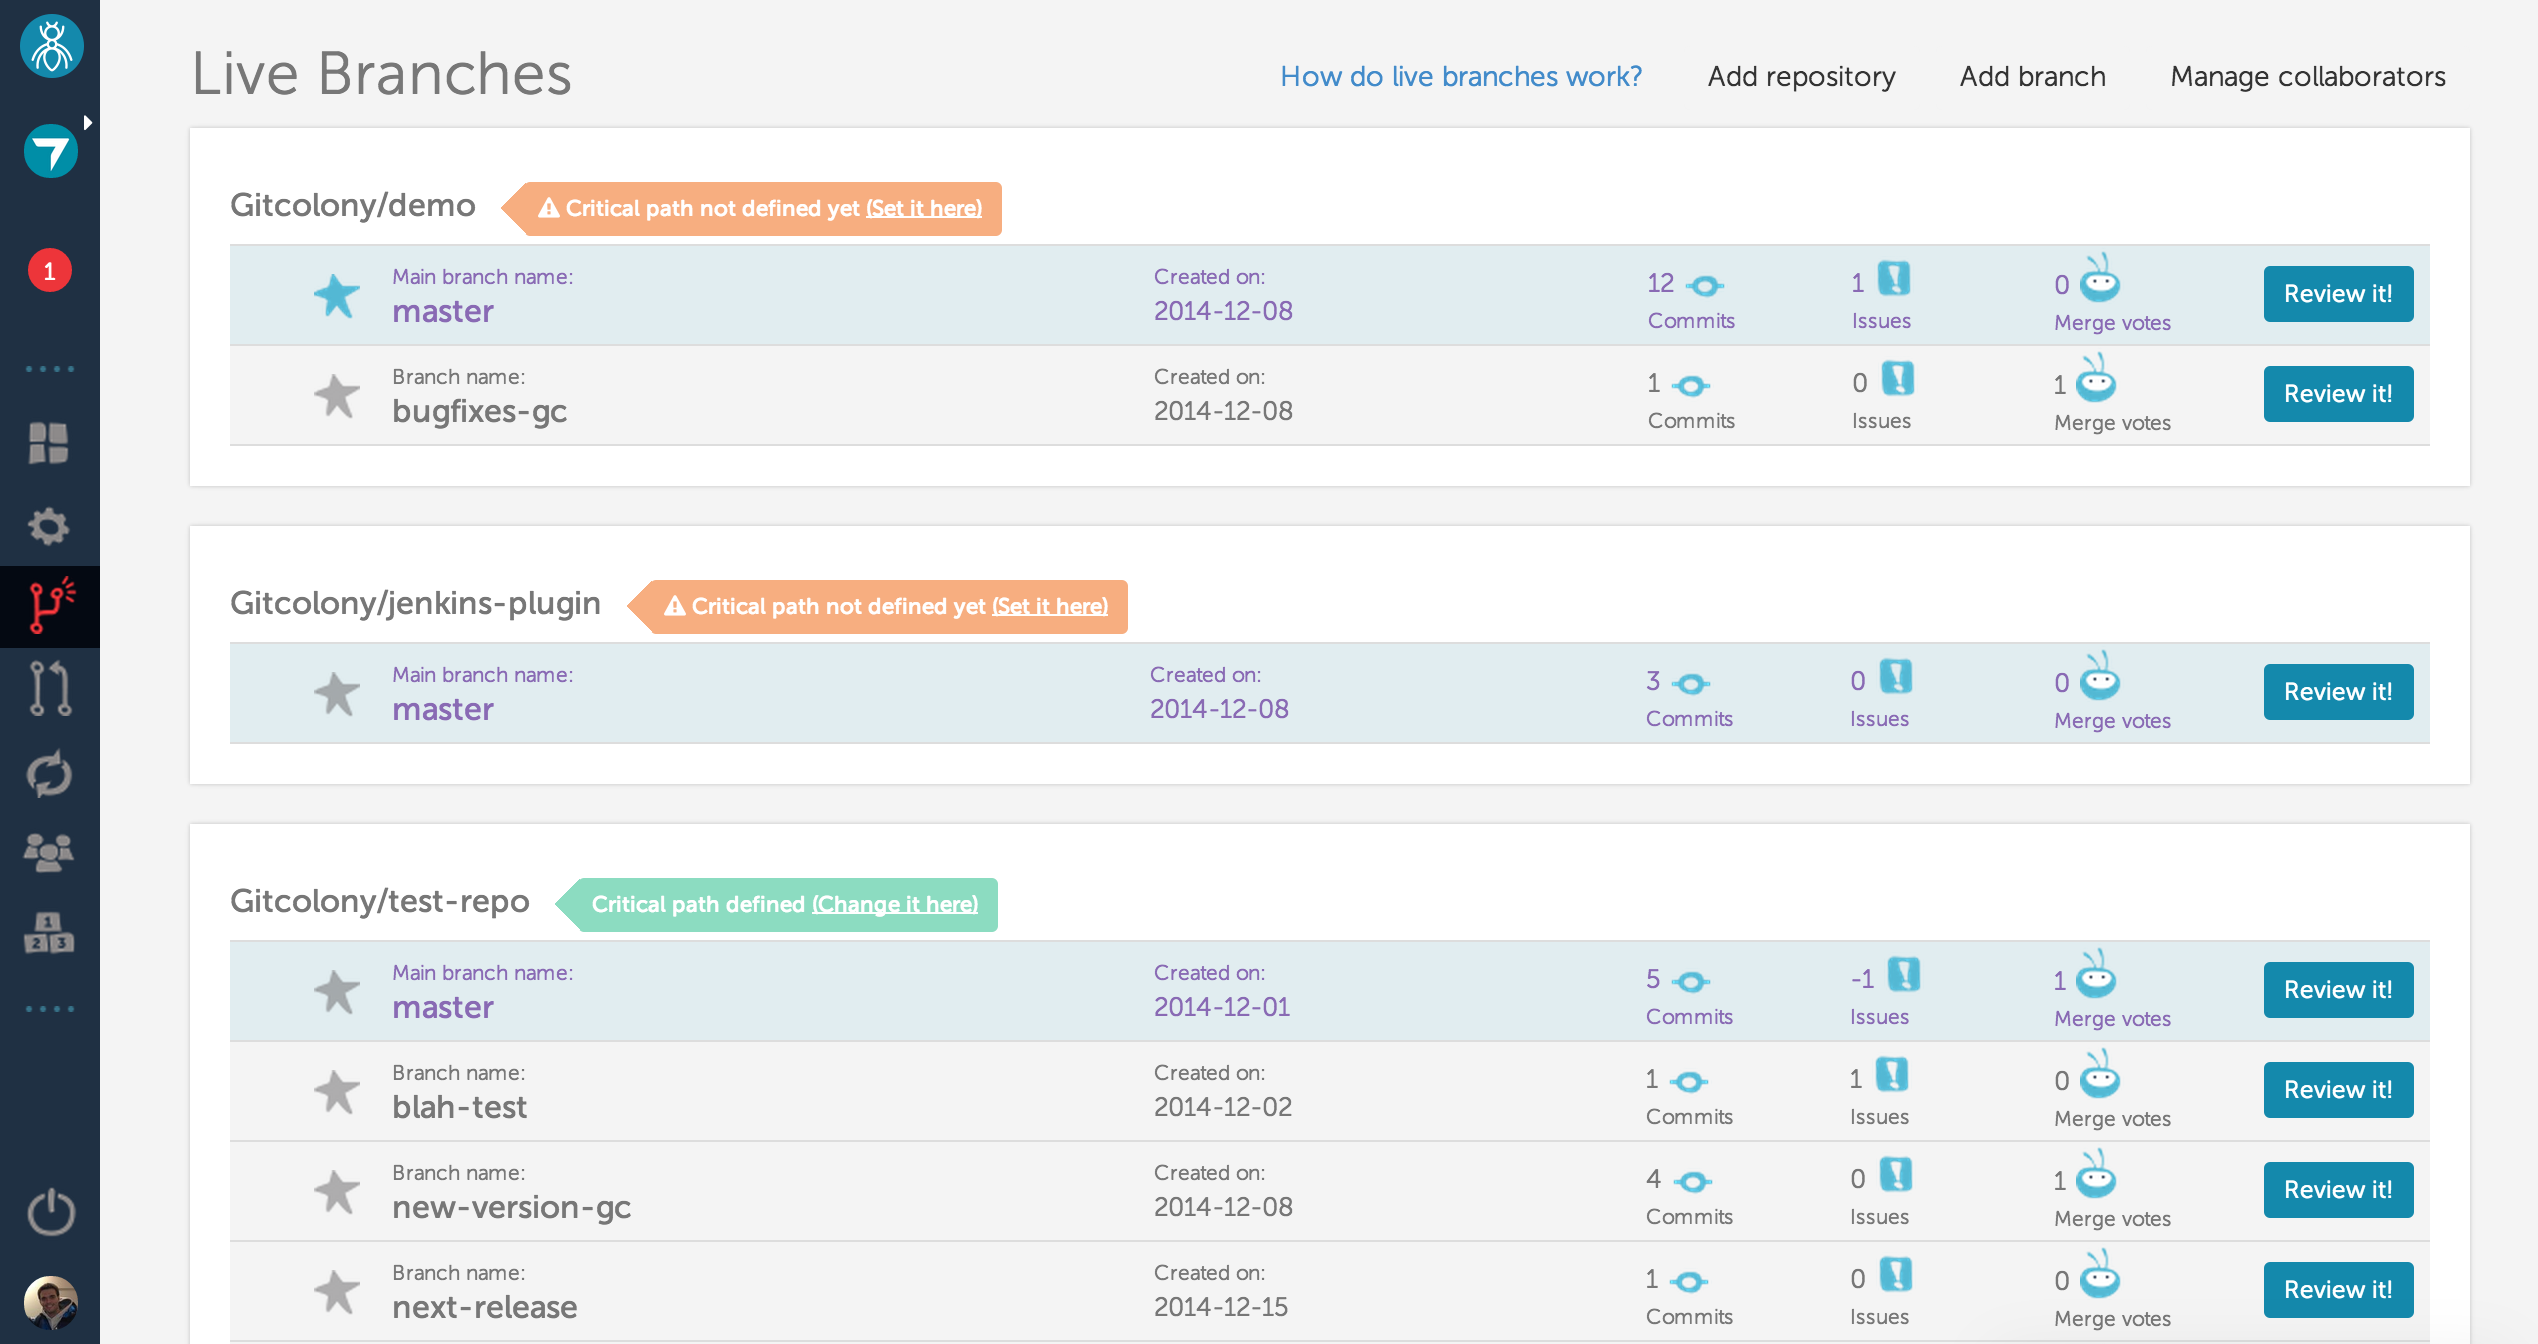 Live Branches
How do live branches work? Add repository Add branch Manage collaborators
1
Gitcolony/demo Critical path not defined yet (Set it here)
Main branch name: Created on: 12 1 0 Review it!
master 2014-12-08 Commits Issues Merge votes
Branch name: Created on: 1 0 1 Review it!
bugfixes-gc 2014-12-08 Commits Issues Merge votes
Gitcolony/jenkins-plugin Critical path not defined yet (Set it here)
Main branch name: Created on: 3 0 0 Review it!
master 2014-12-08 Commits Issues Merge votes
Gitcolony/test-repo Critical path defined (Change it here)
1
2 3
Main branch name: Created on: 5 -1 1 Review it!
master 2014-12-01 Commits Issues Merge votes
Branch name: Created on: 1 1 0 Review it!
blah-test 2014-12-02 Commits Issues Merge votes
Branch name: Created on: 4 0 1 Review it!
new-version-gc 2014-12-08 Commits Issues Merge votes
Branch name: Created on: 1 0 0 Review it!
next-release 2014-12-15 Commits Issues Merge votes